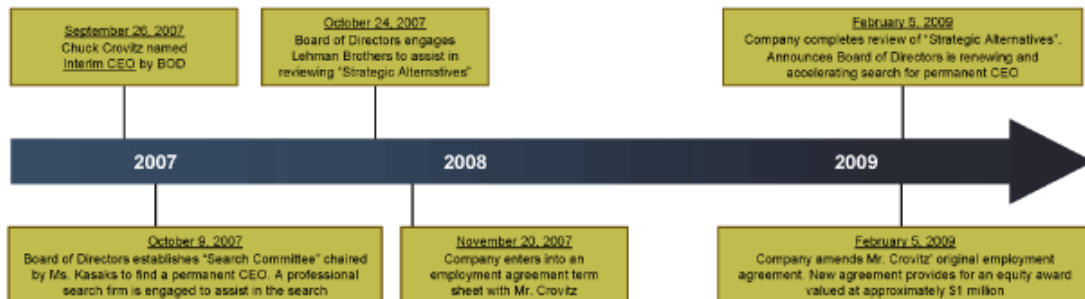 September 26, 2007
Chuck Crovitz named
Interim CEO by BOD
October 24, 2007
Board of Directors engages
Lehman Brothers to assist in
reviewing "Strategic Alternatives"
February 5, 2009
Company completes review of "Strategic Alternatives".
Announces Board of Directors is renewing and
accelerating search for permanent CEO
2007
2008
2009
October 9, 2007
Board of Directors establishes "Search Committee" chaired
by Ms. Kasaks to find a permanent CEO. A professional
search firm is engaged to assist in the search
November 20, 2007
Company enters into an
employment agreement term
sheet with Mr. Crovitz
February 5, 2009
Company amends Mr. Crovitz' original employment
agreement. New agreement provides for an equity award
valued at approximately $1 million